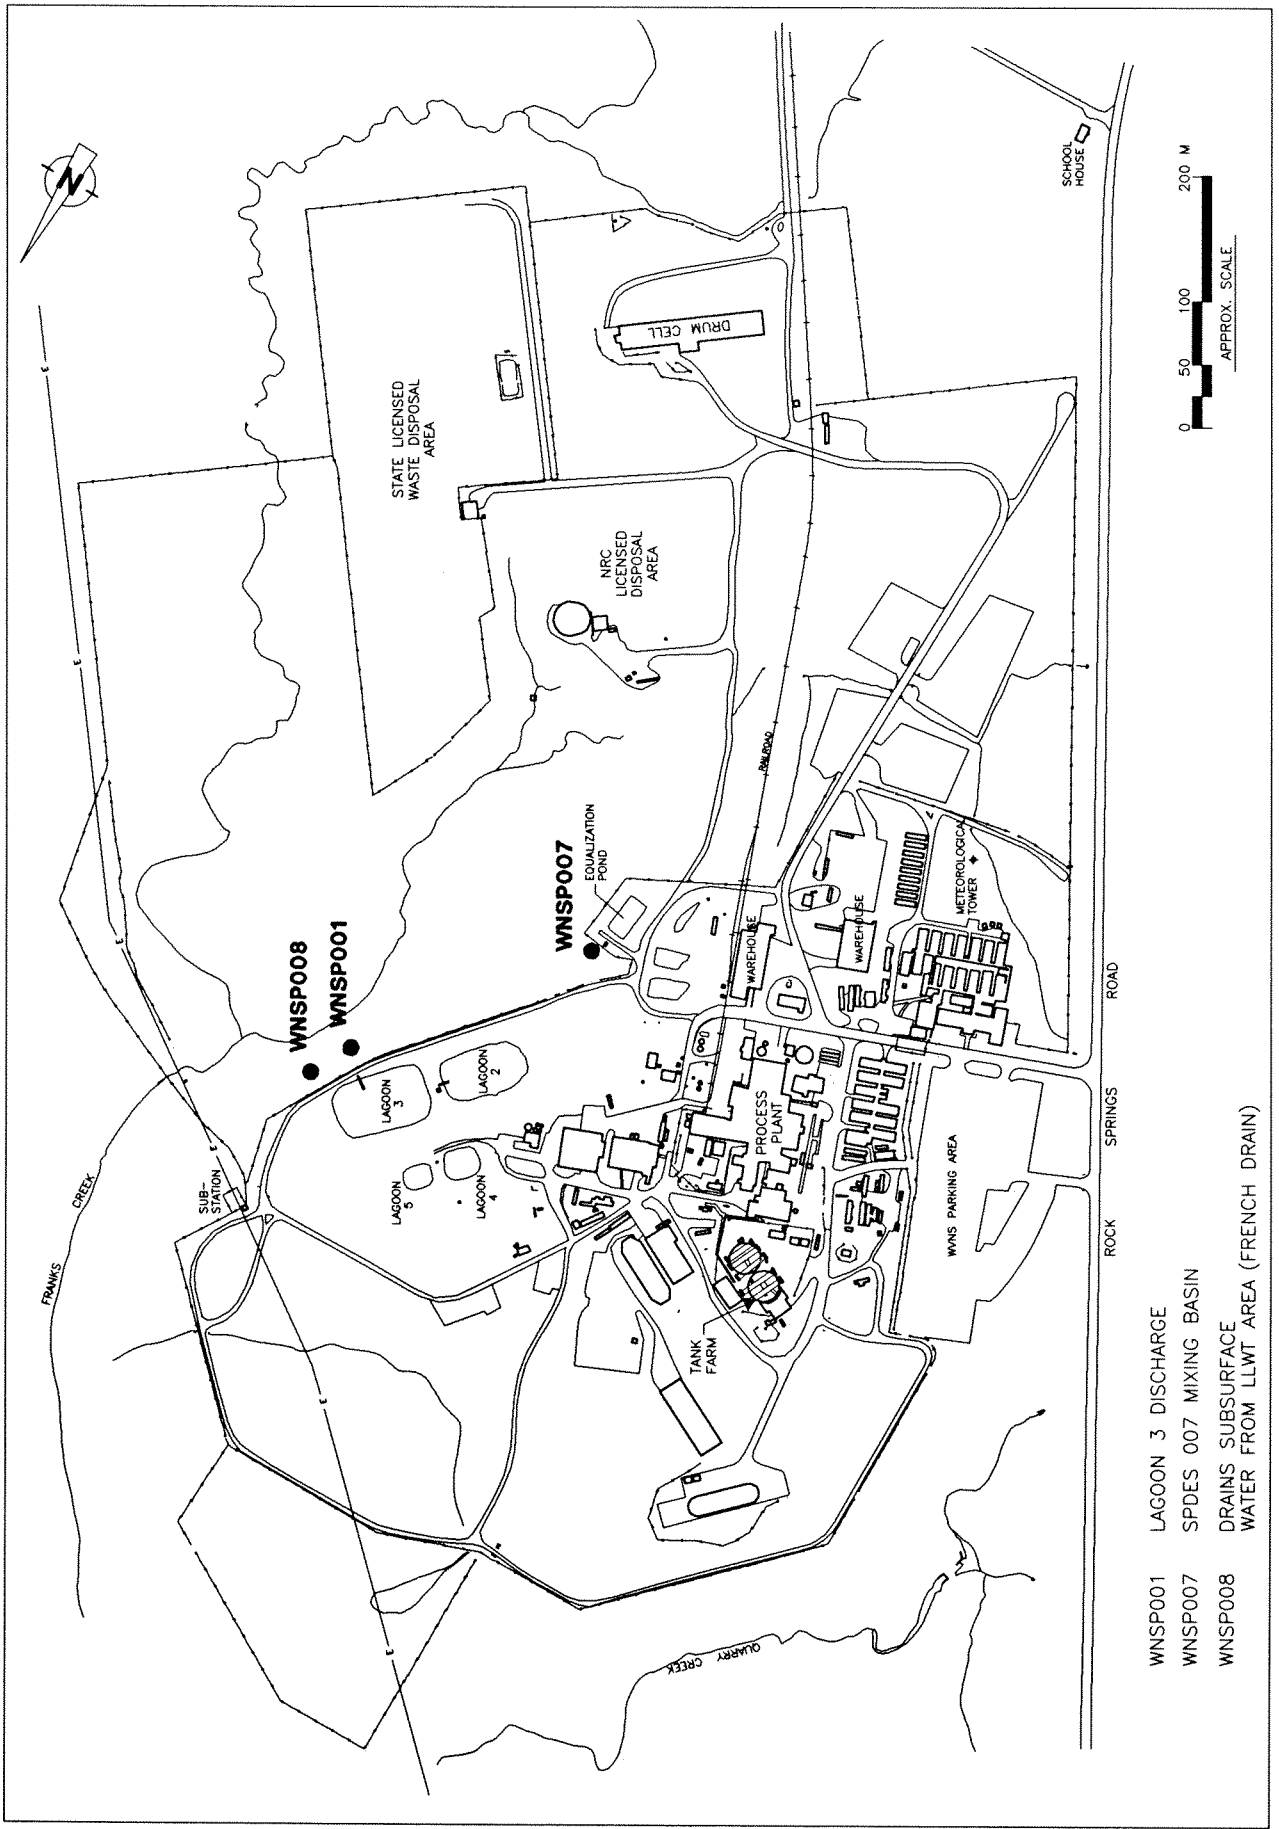 N
FRANKS
CREEK
SUB-
STATION
WNSP008
WNSP001
LAGOON
3
LAGOON
2
LAGOON
5
LAGOON
4
WNSP007
EQUALIZATION
POND
STATE LICENSED
WASTE DISPOSAL
AREA
NRC
LICENSED
DISPOSAL
AREA
DRUM CELL
RAILROAD
SCHOOL
HOUSE
TANK
FARM
PROCESS
PLANT
WAREHOUSE
WAREHOUSE
METEOROLOGICAL
TOWER
WVNS PARKING AREA
QUARRY CREEK
ROCK
SPRINGS
ROAD
0
50
100
200 M
APPROX. SCALE
WNSP001 LAGOON 3 DISCHARGE
WNSP007 SPDES 007 MIXING BASIN
WNSP008 DRAINS SUBSURFACE
WATER FROM LLWT AREA (FRENCH DRAIN)